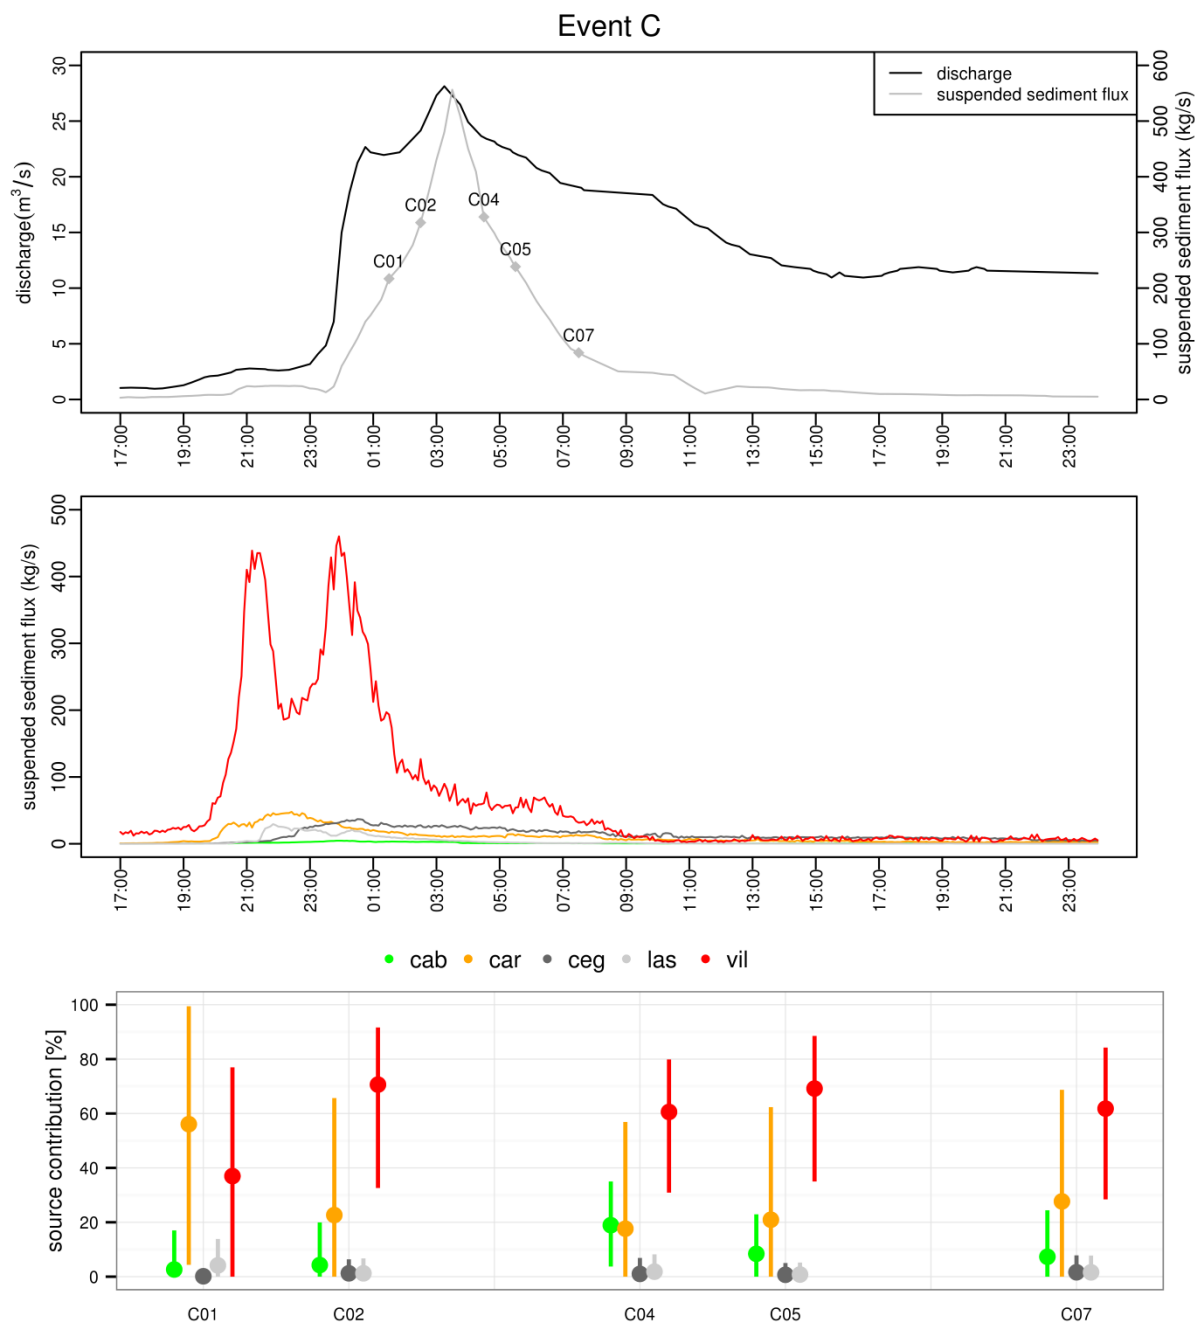 Event C
discharge
suspended sediment flux
discharge(m³/s)
30
25
20
15
10
5
0
suspended sediment flux (kg/s)
600
500
400
300
200
100
0
C01
C02
C04
C05
C07
17:00 19:00 21:00 23:00 01:00 03:00 05:00 07:00 09:00 11:00 13:00 15:00 17:00 19:00 21:00 23:00
suspended sediment flux (kg/s)
500
400
300
200
100
0
17:00 19:00 21:00 23:00 01:00 03:00 05:00 07:00 09:00 11:00 13:00 15:00 17:00 19:00 21:00 23:00
cab car ceg las vil
source contribution [%]
100
80
60
40
20
0
C01 C02 C04 C05 C07